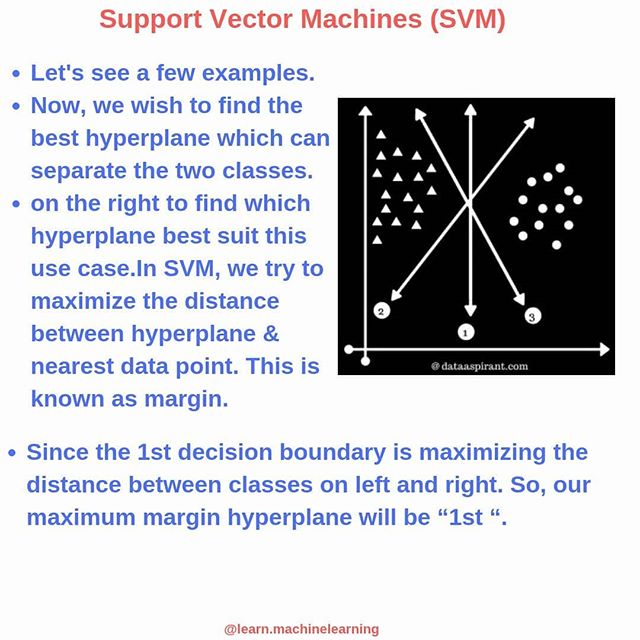 Support Vector Machines (SVM)
• Let's see a few examples.
• Now, we wish to find the
best hyperplane which can
separate the two classes.
• on the right to find which
hyperplane best suit this
use case.In SVM, we try to
maximize the distance
between hyperplane &
nearest data point. This is
known as margin.
2
1
3
@ dataaspirant.com
• Since the 1st decision boundary is maximizing the
distance between classes on left and right. So, our
maximum margin hyperplane will be “1st “.
@learn.machinelearning